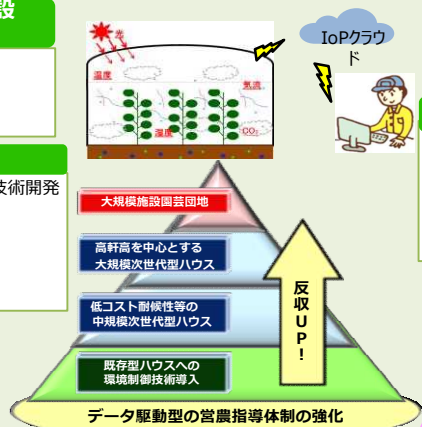 設
技術開発
光
IoPクラウ
ド
温度
気流
湿度
CO₂
大規模施設園芸団地
高軒高を中心とする
大規模次世代型ハウス
低コスト耐候性等の
中規模次世代型ハウス
既存型ハウスへの
環境制御技術導入
反収UP!
データ駆動型の営農指導体制の強化